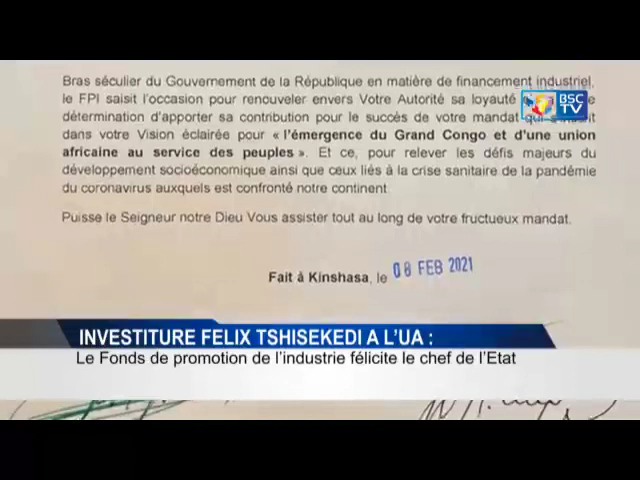 Bras séculier du Gouvernement de la République en matière de financement industriel,
le FPI saisit l'occasion pour renouveler envers Votre Autorité sa loyauté
détermination d'apporter sa contribution pour le succès de votre mandat qui
dans votre Vision éclairée pour « l'émergence du Grand Congo et d'une union
africaine au service des peuples ». Et ce, pour relever les défis majeurs du
développement socioéconomique ainsi que ceux liés à la crise sanitaire de la pandémie
du coronavirus auxquels est confronté notre continent.
Puisse le Seigneur notre Dieu Vous assister tout au long de votre fructueux mandat.
Fait à Kinshasa, le 08 FEB 2021
BSC
TV
INVESTITURE FELIX TSHISEKEDI A L'UA :
Le Fonds de promotion de l'industrie félicite le chef de l'Etat